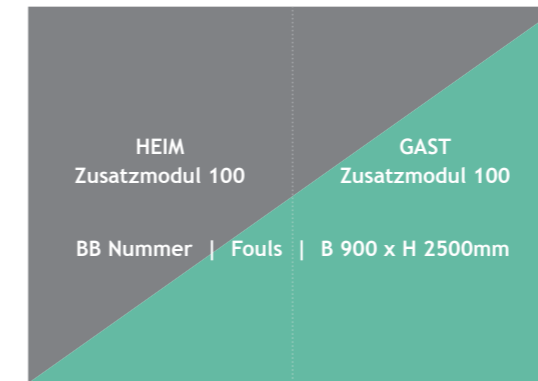 HEIM
Zusatzmodul 100
GAST
Zusatzmodul 100
BB Nummer | Fouls | B 900 x H 2500mm